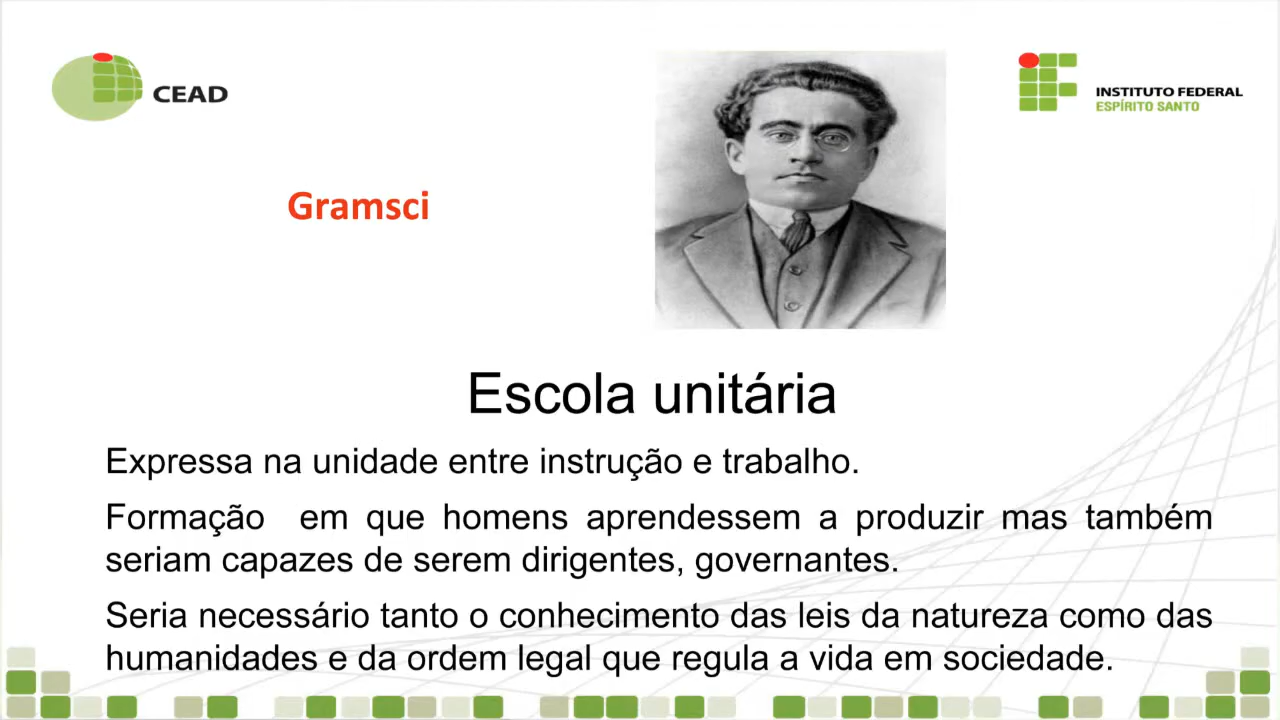 CEAD
INSTITUTO FEDERAL
ESPÍRITO SANTO
Gramsci
Escola unitária
Expressa na unidade entre instrução e trabalho.
Formação em que homens aprendessem a produzir mas também
seriam capazes de serem dirigentes, governantes.
Seria necessário tanto o conhecimento das leis da natureza como das
humanidades e da ordem legal que regula a vida em sociedade.